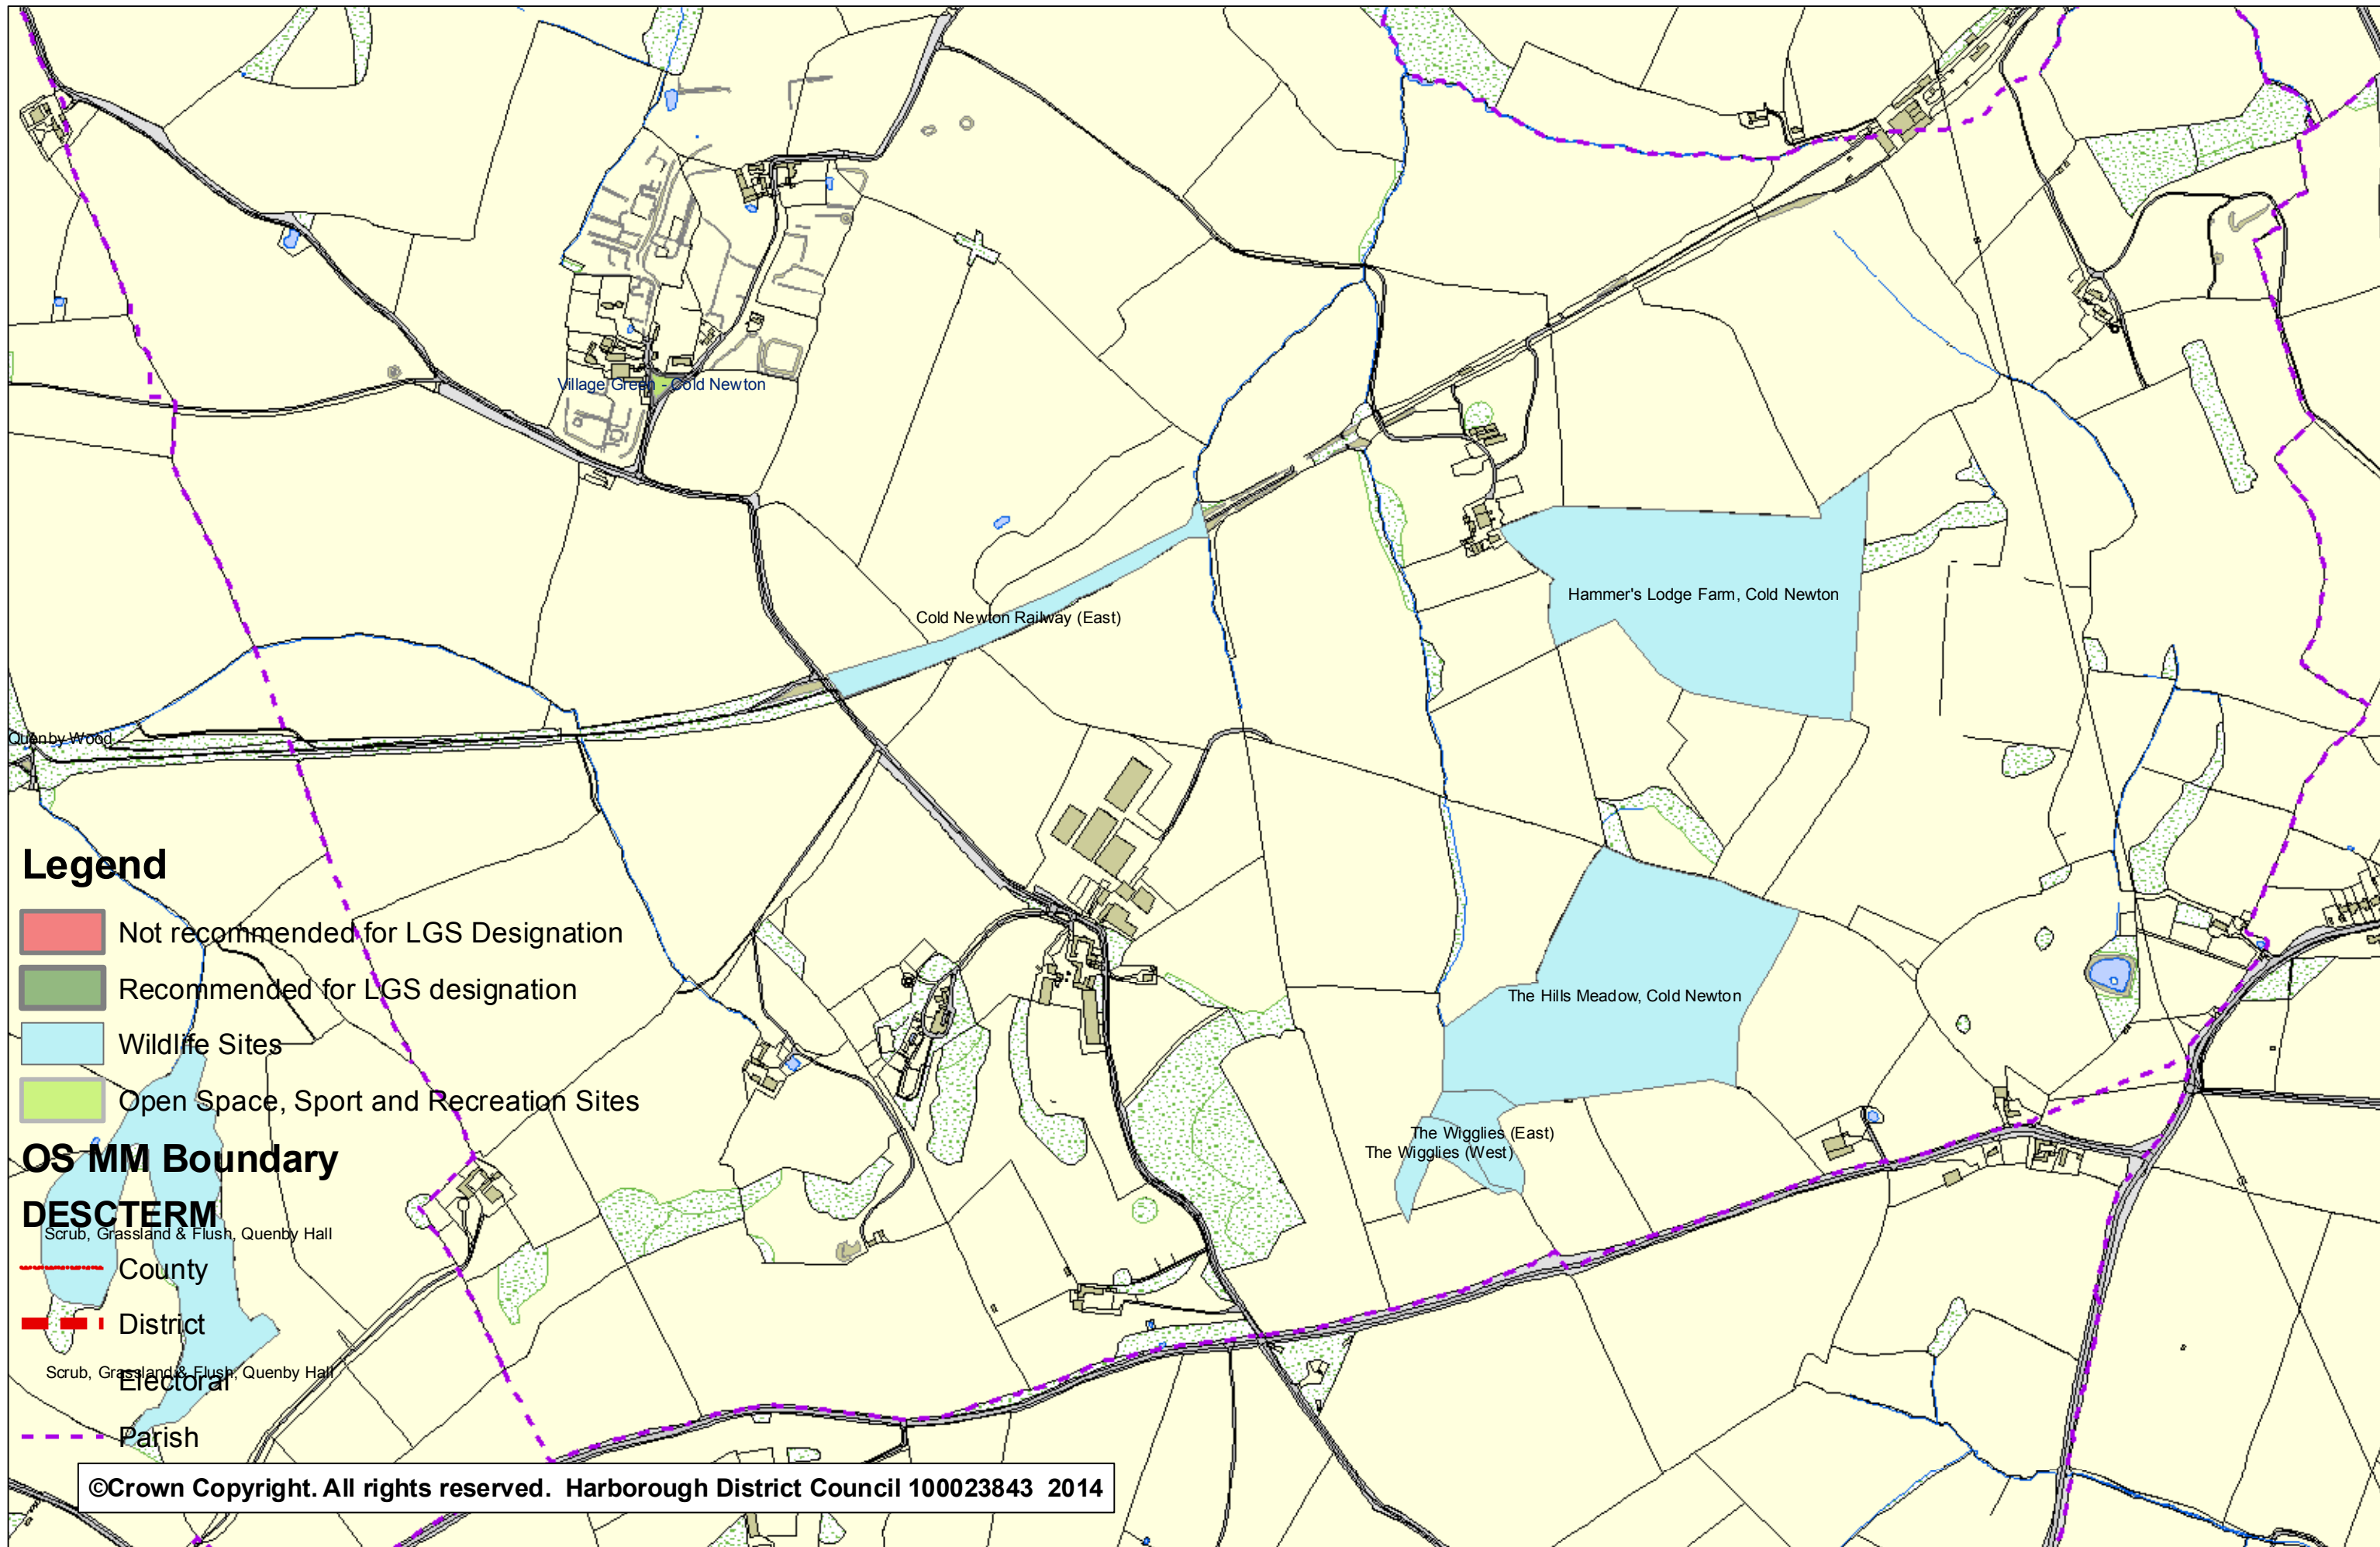 Village Green - Cold Newton
Hammer's Lodge Farm, Cold Newton
Cold Newton Railway (East)
Quenby Wood
Legend
Not recommended for LGS Designation
Recommended for LGS designation
Wildlife Sites
Open Space, Sport and Recreation Sites
OS MM Boundary
DESCTERM
Scrub, Grassland & Flush, Quenby Hall
County
District
Scrub, Grassland & Flush, Quenby Hall
Electoral
Parish
The Hills Meadow, Cold Newton
The Wigglies (East)
The Wigglies (West)
©Crown Copyright. All rights reserved. Harborough District Council 100023843 2014